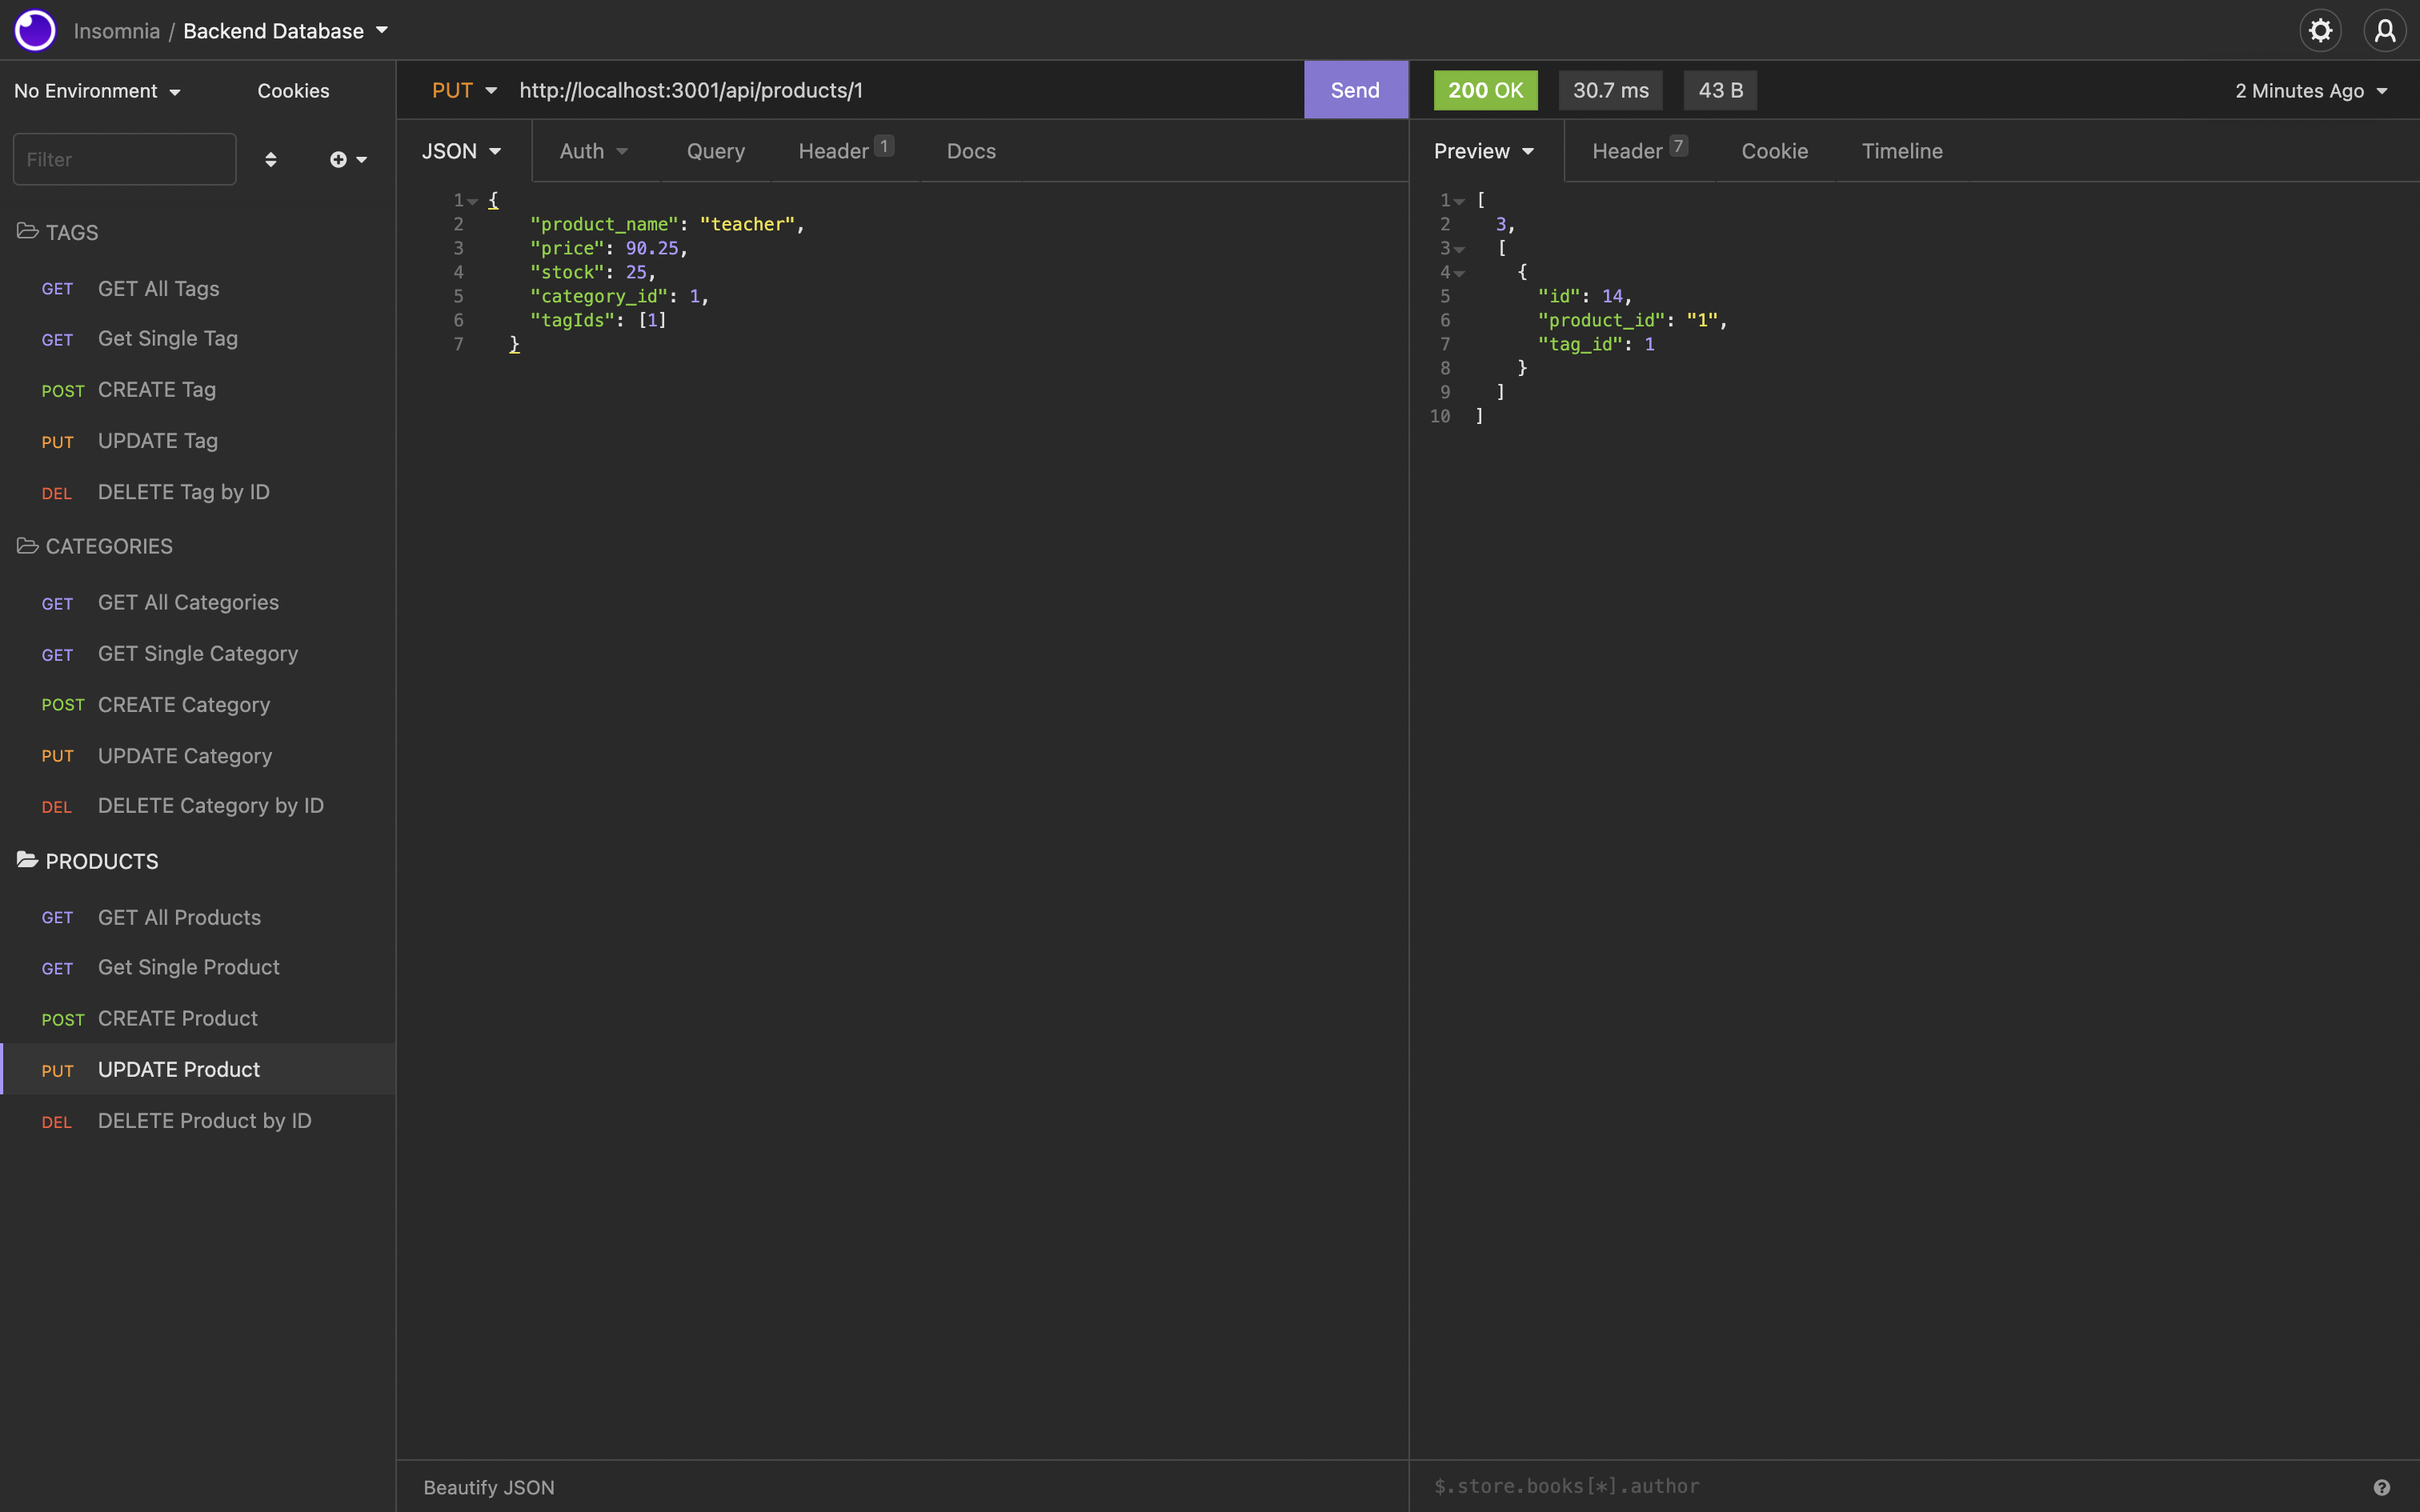 Insomnia / Backend Database
No Environment
Cookies
Filter
TAGS
GET GET All Tags
GET Get Single Tag
POST CREATE Tag
PUT UPDATE Tag
DEL DELETE Tag by ID
CATEGORIES
GET GET All Categories
GET GET Single Category
POST CREATE Category
PUT UPDATE Category
DEL DELETE Category by ID
PRODUCTS
GET GET All Products
GET Get Single Product
POST CREATE Product
PUT UPDATE Product
DEL DELETE Product by ID
PUT http://localhost:3001/api/products/1 Send
JSON Auth Query Header 1 Docs
1 {
2 "product_name": "teacher",
3 "price": 90.25,
4 "stock": 25,
5 "category_id": 1,
6 "tagIds": [1]
7 }
Beautify JSON
200 OK 30.7 ms 43 B 2 Minutes Ago
Preview Header 7 Cookie Timeline
1 [
2 3,
3 [
4 {
5 "id": 14,
6 "product_id": "1",
7 "tag_id": 1
8 }
9 ]
10 ]
$.store.books[*].author
?